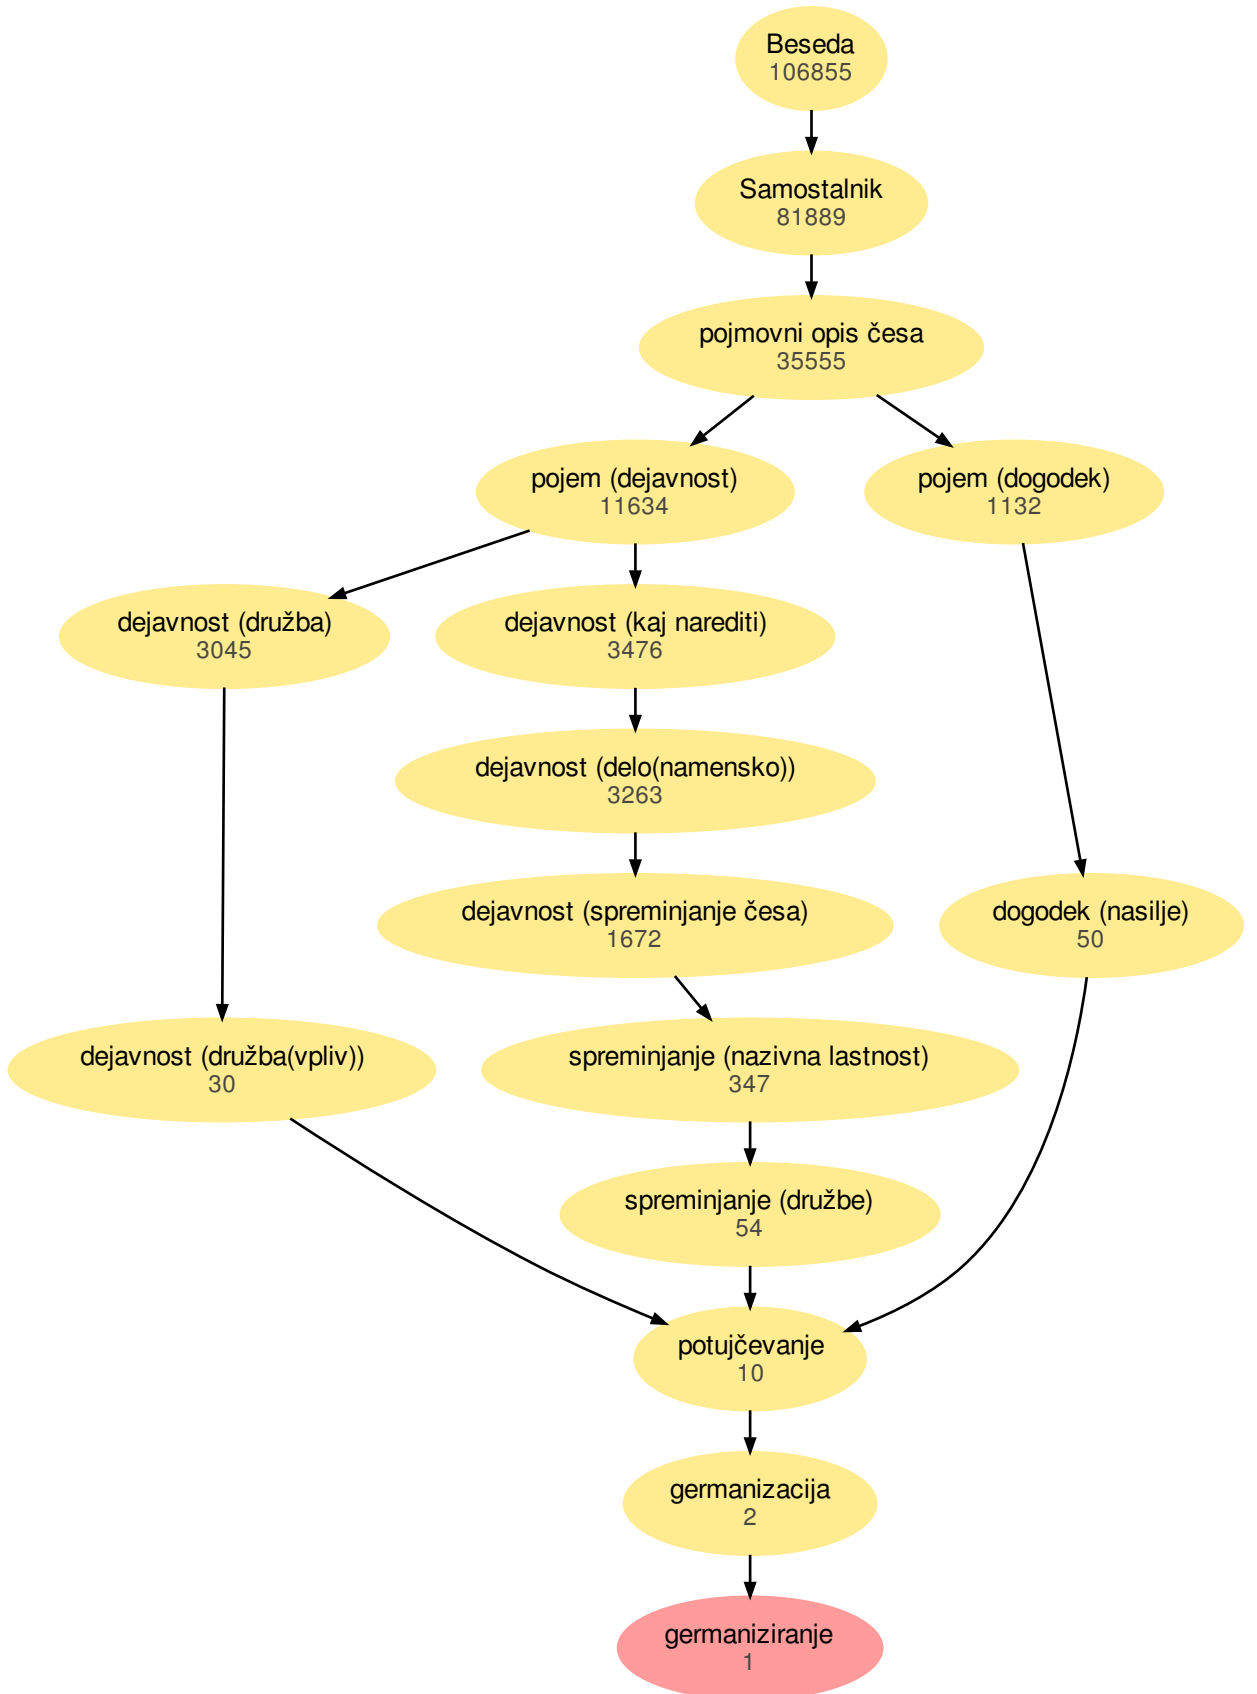 Beseda
106855
Samostalnik
81889
pojmovni opis česa
35555
pojem (dejavnost)
11634
pojem (dogodek)
1132
dejavnost (družba)
3045
dejavnost (kaj narediti)
3476
dejavnost (delo(namensko))
3263
dejavnost (spreminjanje česa)
1672
dogodek (nasilje)
50
dejavnost (družba(vpliv))
30
spreminjanje (nazivna lastnost)
347
spreminjanje (družbe)
54
potujčevanje
10
germanizacija
2
germaniziranje
1